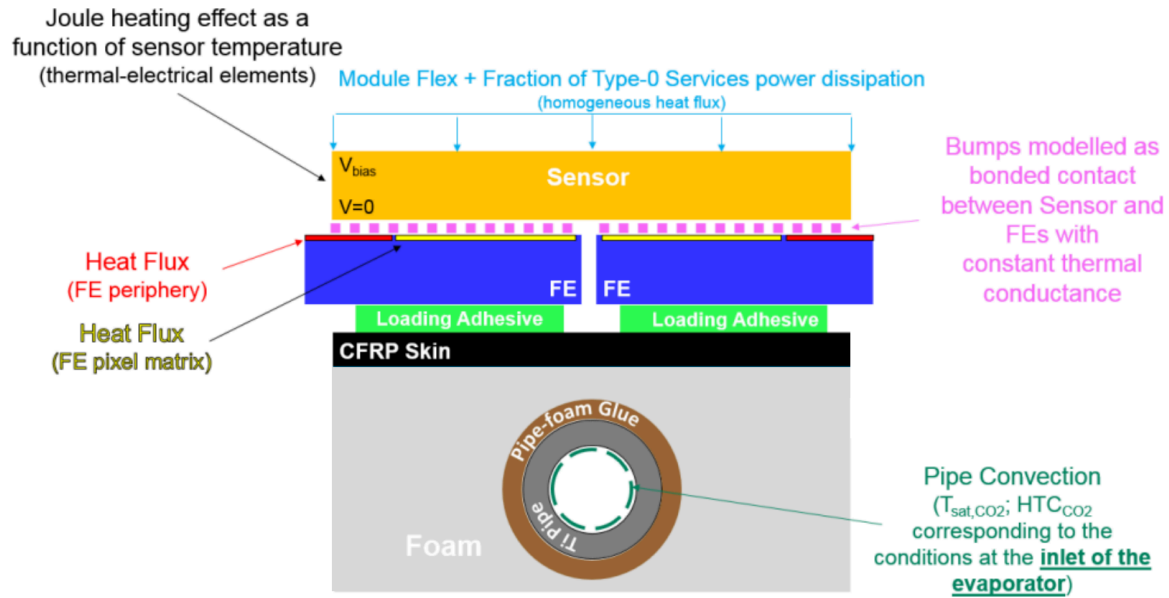 Joule heating effect as a
function of sensor temperature
(thermal-electrical elements)
Module Flex + Fraction of Type-0 Services power dissipation
(homogeneous heat flux)
V_bias
Sensor
V=0
Bumps modelled as
bonded contact
between Sensor and
FEs with
constant thermal
conductance
Heat Flux
(FE periphery)
FE
FE
Heat Flux
(FE pixel matrix)
Loading Adhesive
Loading Adhesive
CFRP Skin
Pipe-foam Glue
Ti Pipe
Foam
Pipe Convection
(T_sat,CO2; HTC_CO2
corresponding to the
conditions at the inlet of the
evaporator)